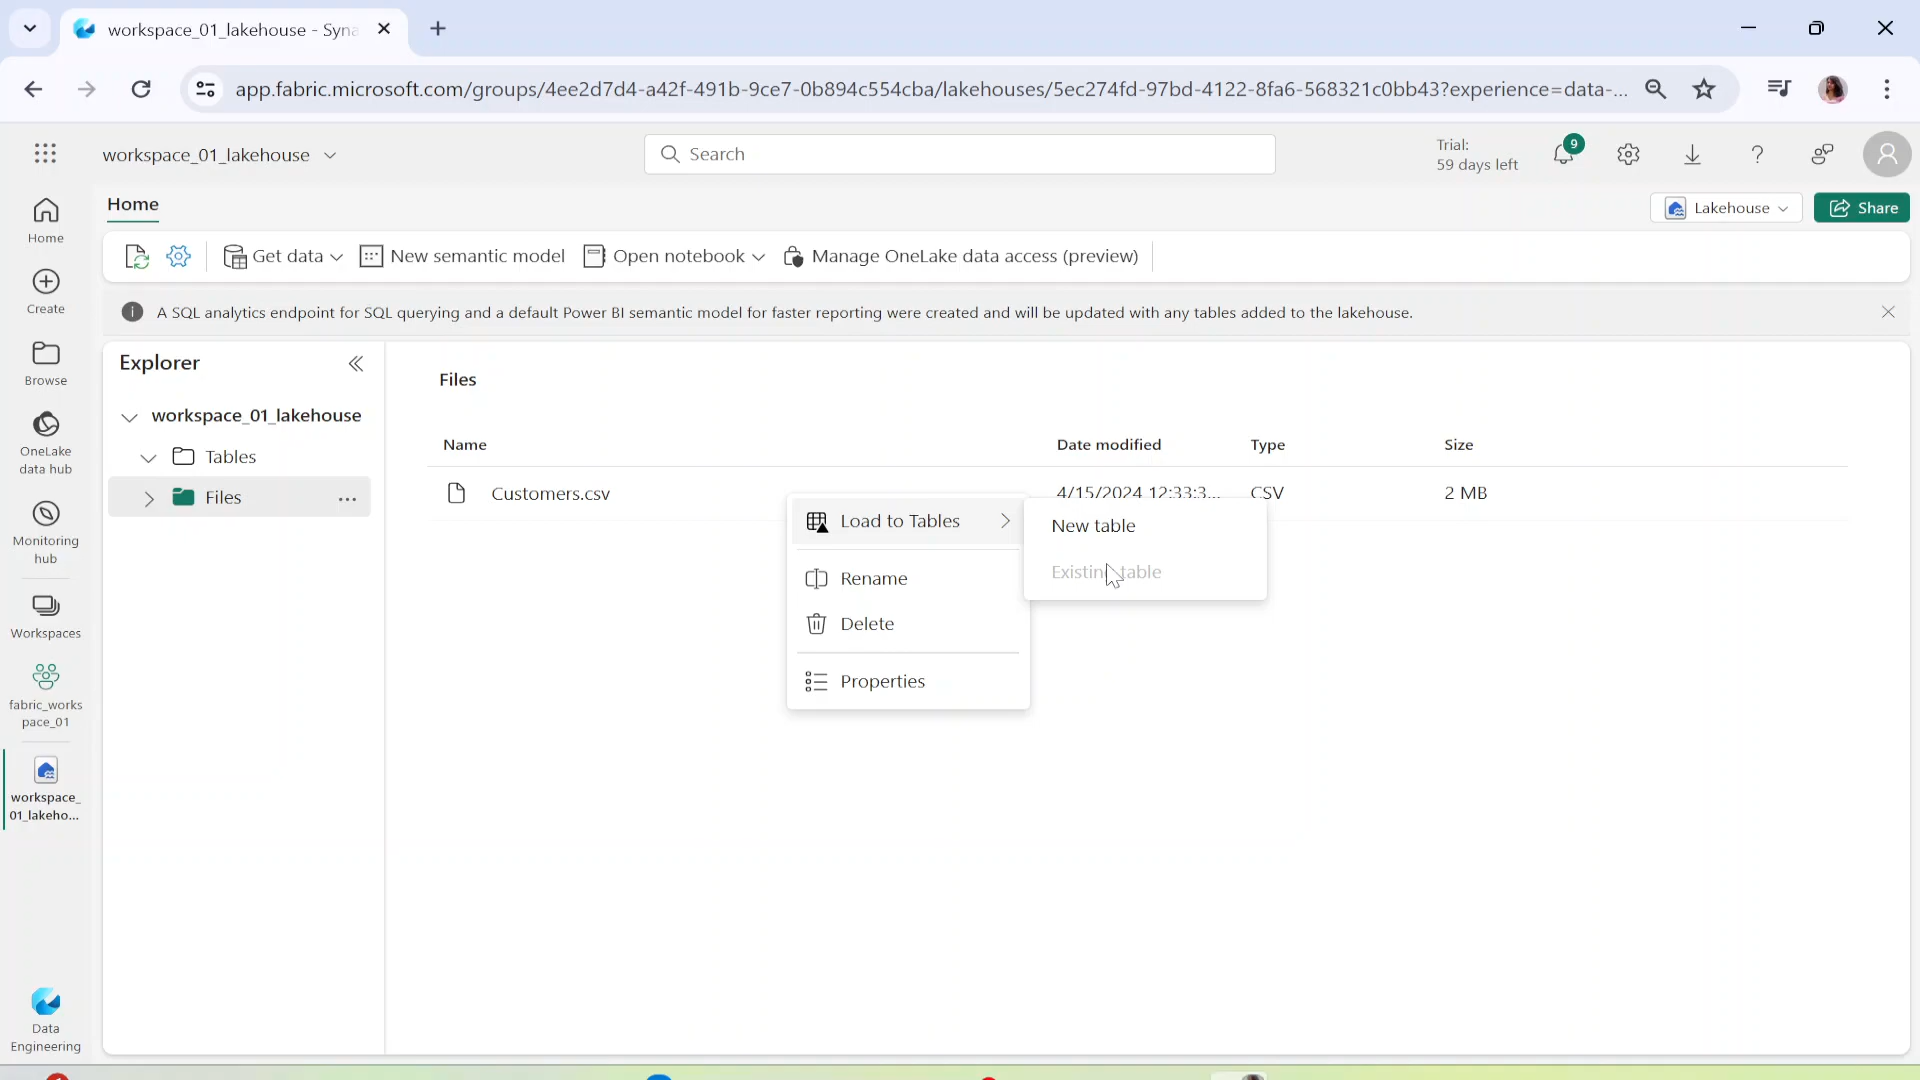 workspace_01_lakehouse - Syna
app.fabric.microsoft.com/groups/4ee2d7d4-a42f-491b-9ce7-0b894c554cba/lakehouses/5ec274fd-97bd-4122-8fa6-568321c0bb43?experience=data-...
workspace_01_lakehouse
Search
Trial:
59 days left
9
Home
Lakehouse
Share
Get data
New semantic model
Open notebook
Manage OneLake data access (preview)
A SQL analytics endpoint for SQL querying and a default Power BI semantic model for faster reporting were created and will be updated with any tables added to the lakehouse.
Home
Create
Browse
OneLake
data hub
Monitoring
hub
Workspaces
fabric_works
pace_01
workspace_
01_lakeho...
Data
Engineering
Explorer
workspace_01_lakehouse
Tables
Files
...
Files
Name
Date modified
Type
Size
Customers.csv
4/15/2024 12:33:3...
CSV
2 MB
Load to Tables
Rename
Delete
Properties
New table
Existing table